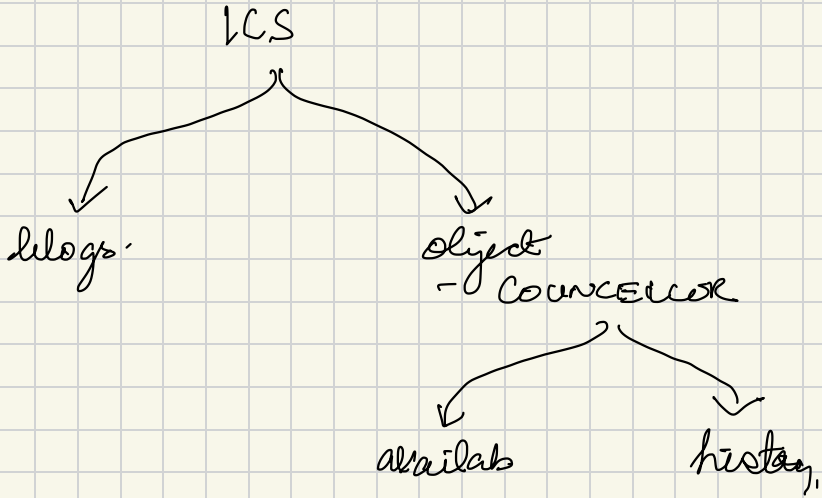 ICS
blogs.
object
- COUNCELLOR
availab
history,